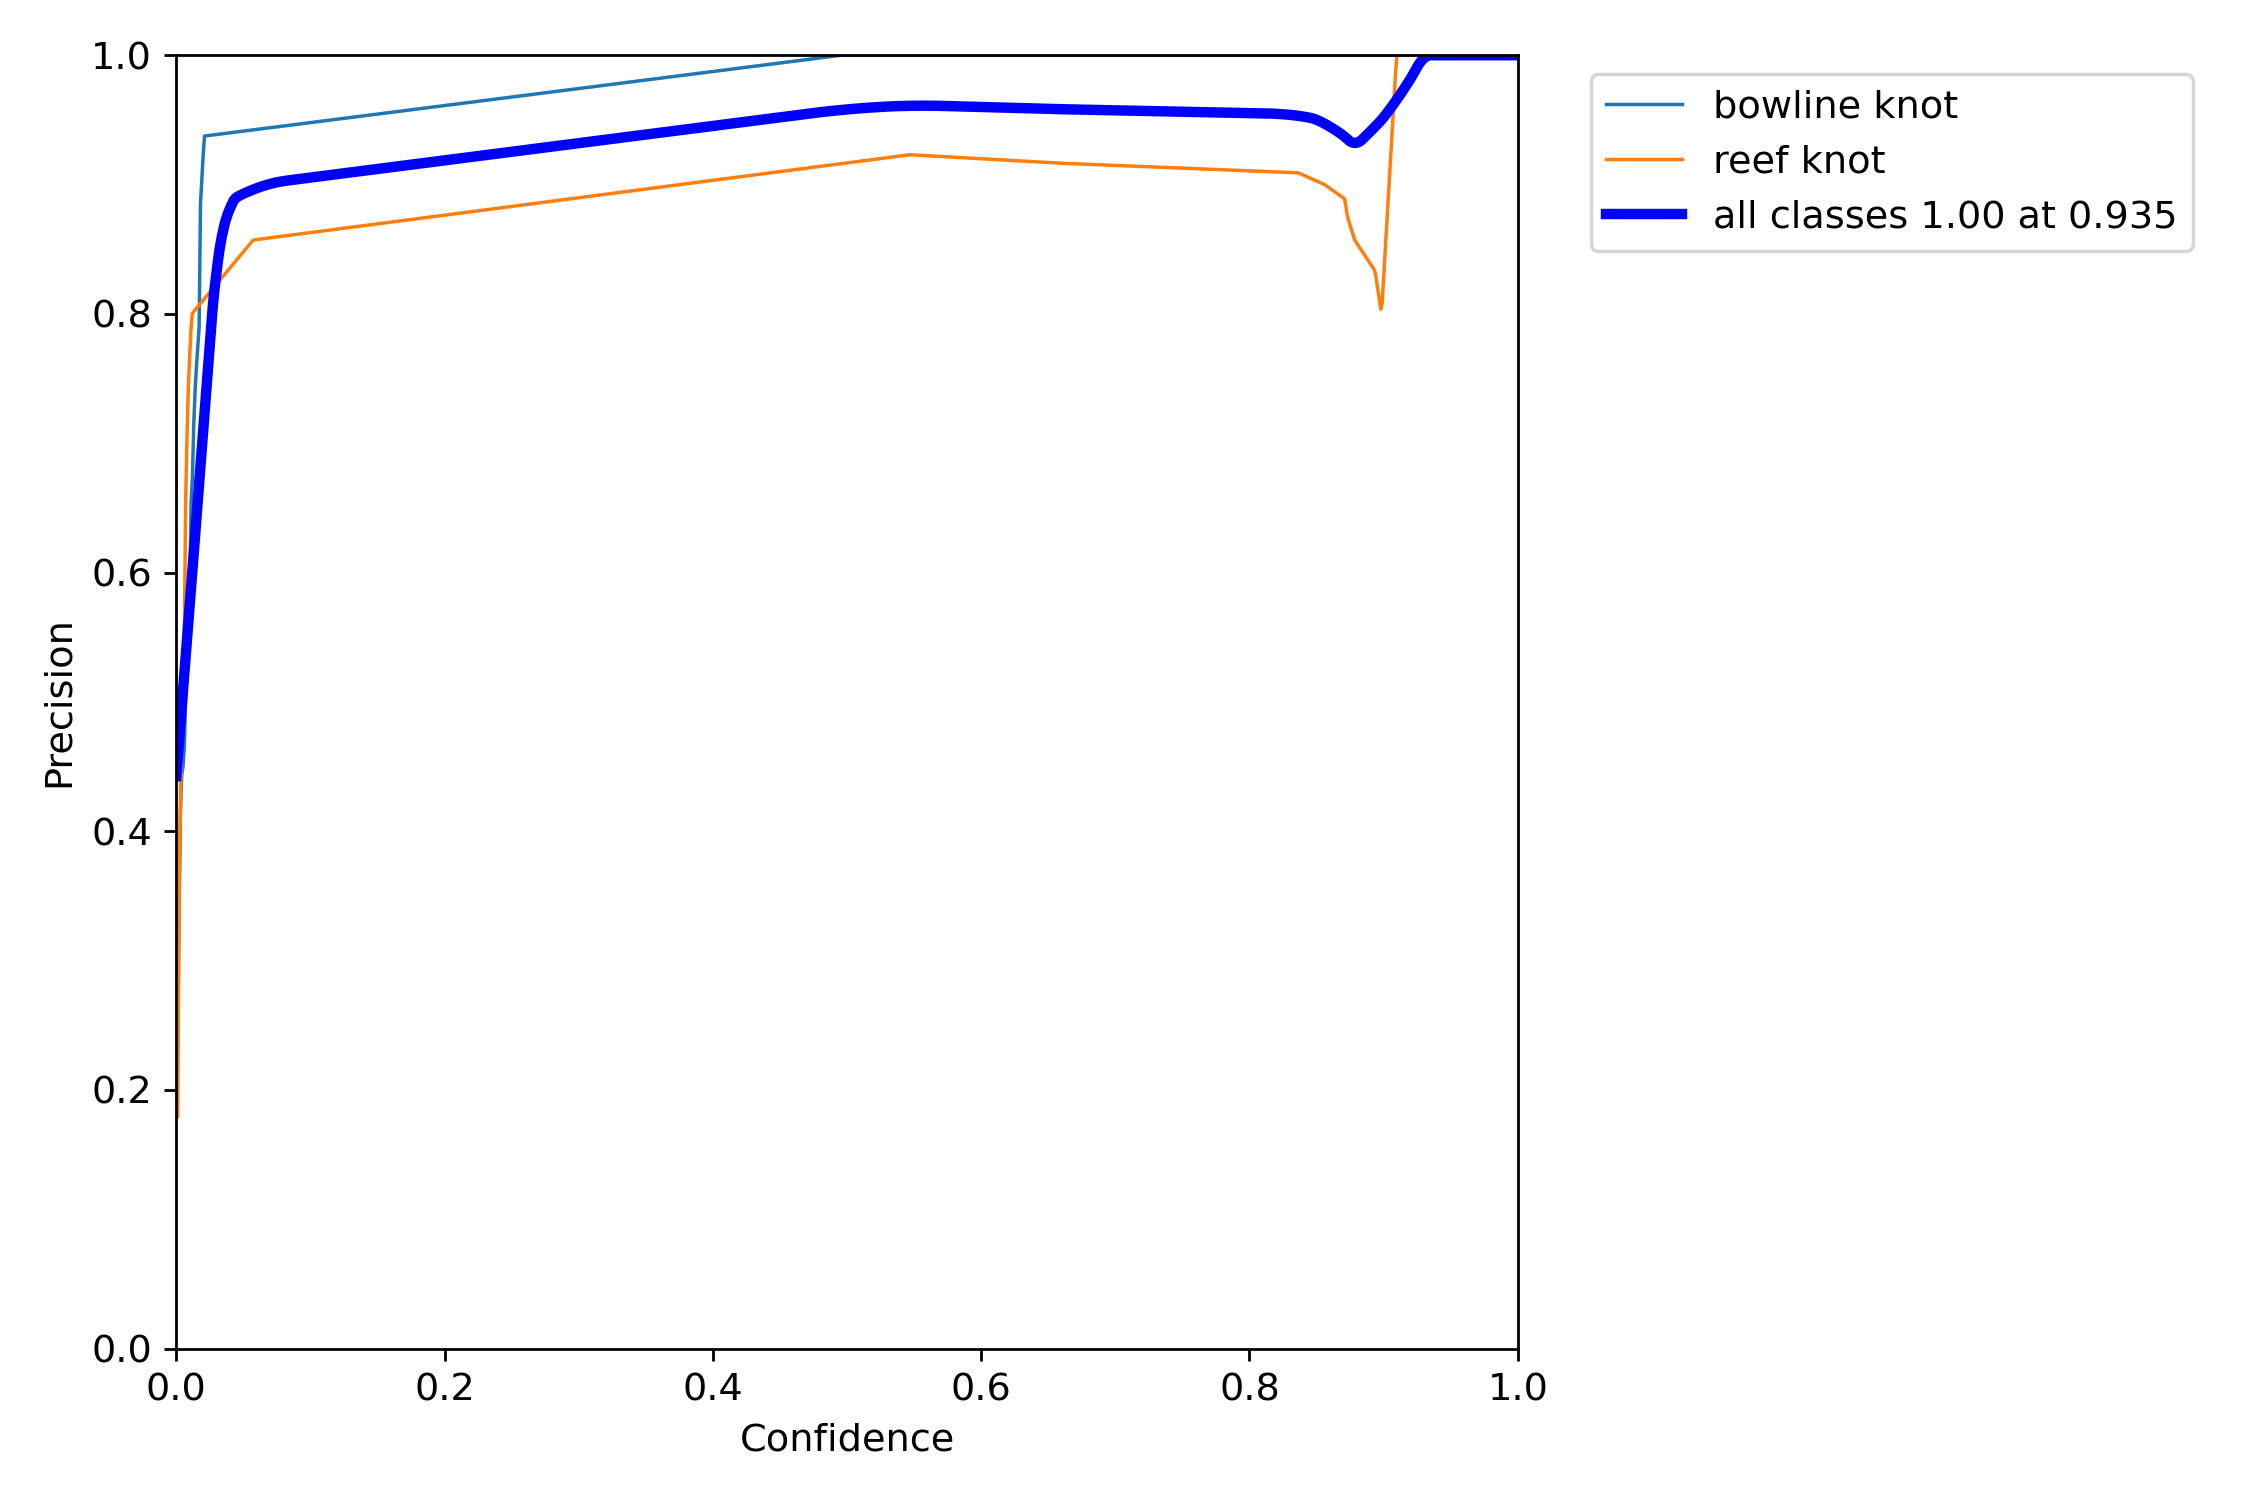 1.0
0.8
0.6
0.4
0.2
0.0
Precision
0.0 0.2 0.4 0.6 0.8 1.0
Confidence
bowline knot
reef knot
all classes 1.00 at 0.935